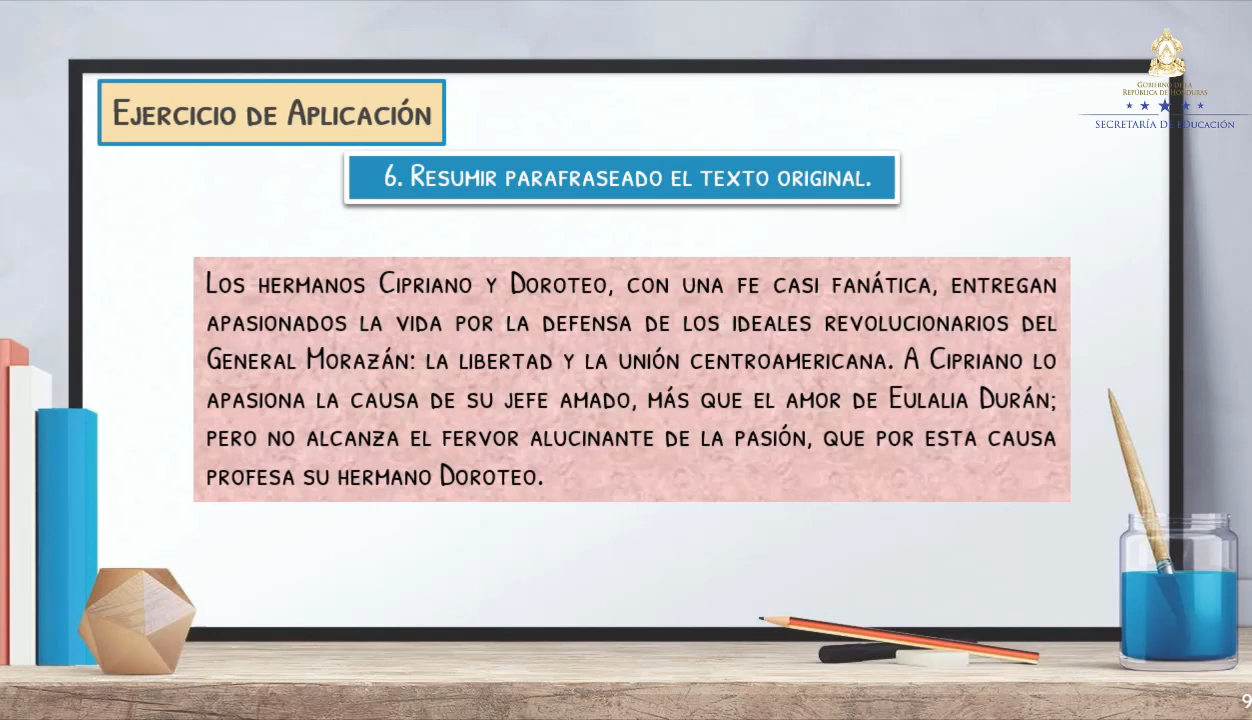 Gobierno de la
República de Honduras
Secretaría de Educación
Ejercicio de Aplicación
6. Resumir parafraseado el texto original.
Los hermanos Cipriano y Doroteo, con una fe casi fanática, entregan
apasionados la vida por la defensa de los ideales revolucionarios del
General Morazán: la libertad y la unión centroamericana. A Cipriano lo
apasiona la causa de su jefe amado, más que el amor de Eulalia Durán;
pero no alcanza el fervor alucinante de la pasión, que por esta causa
profesa su hermano Doroteo.
9